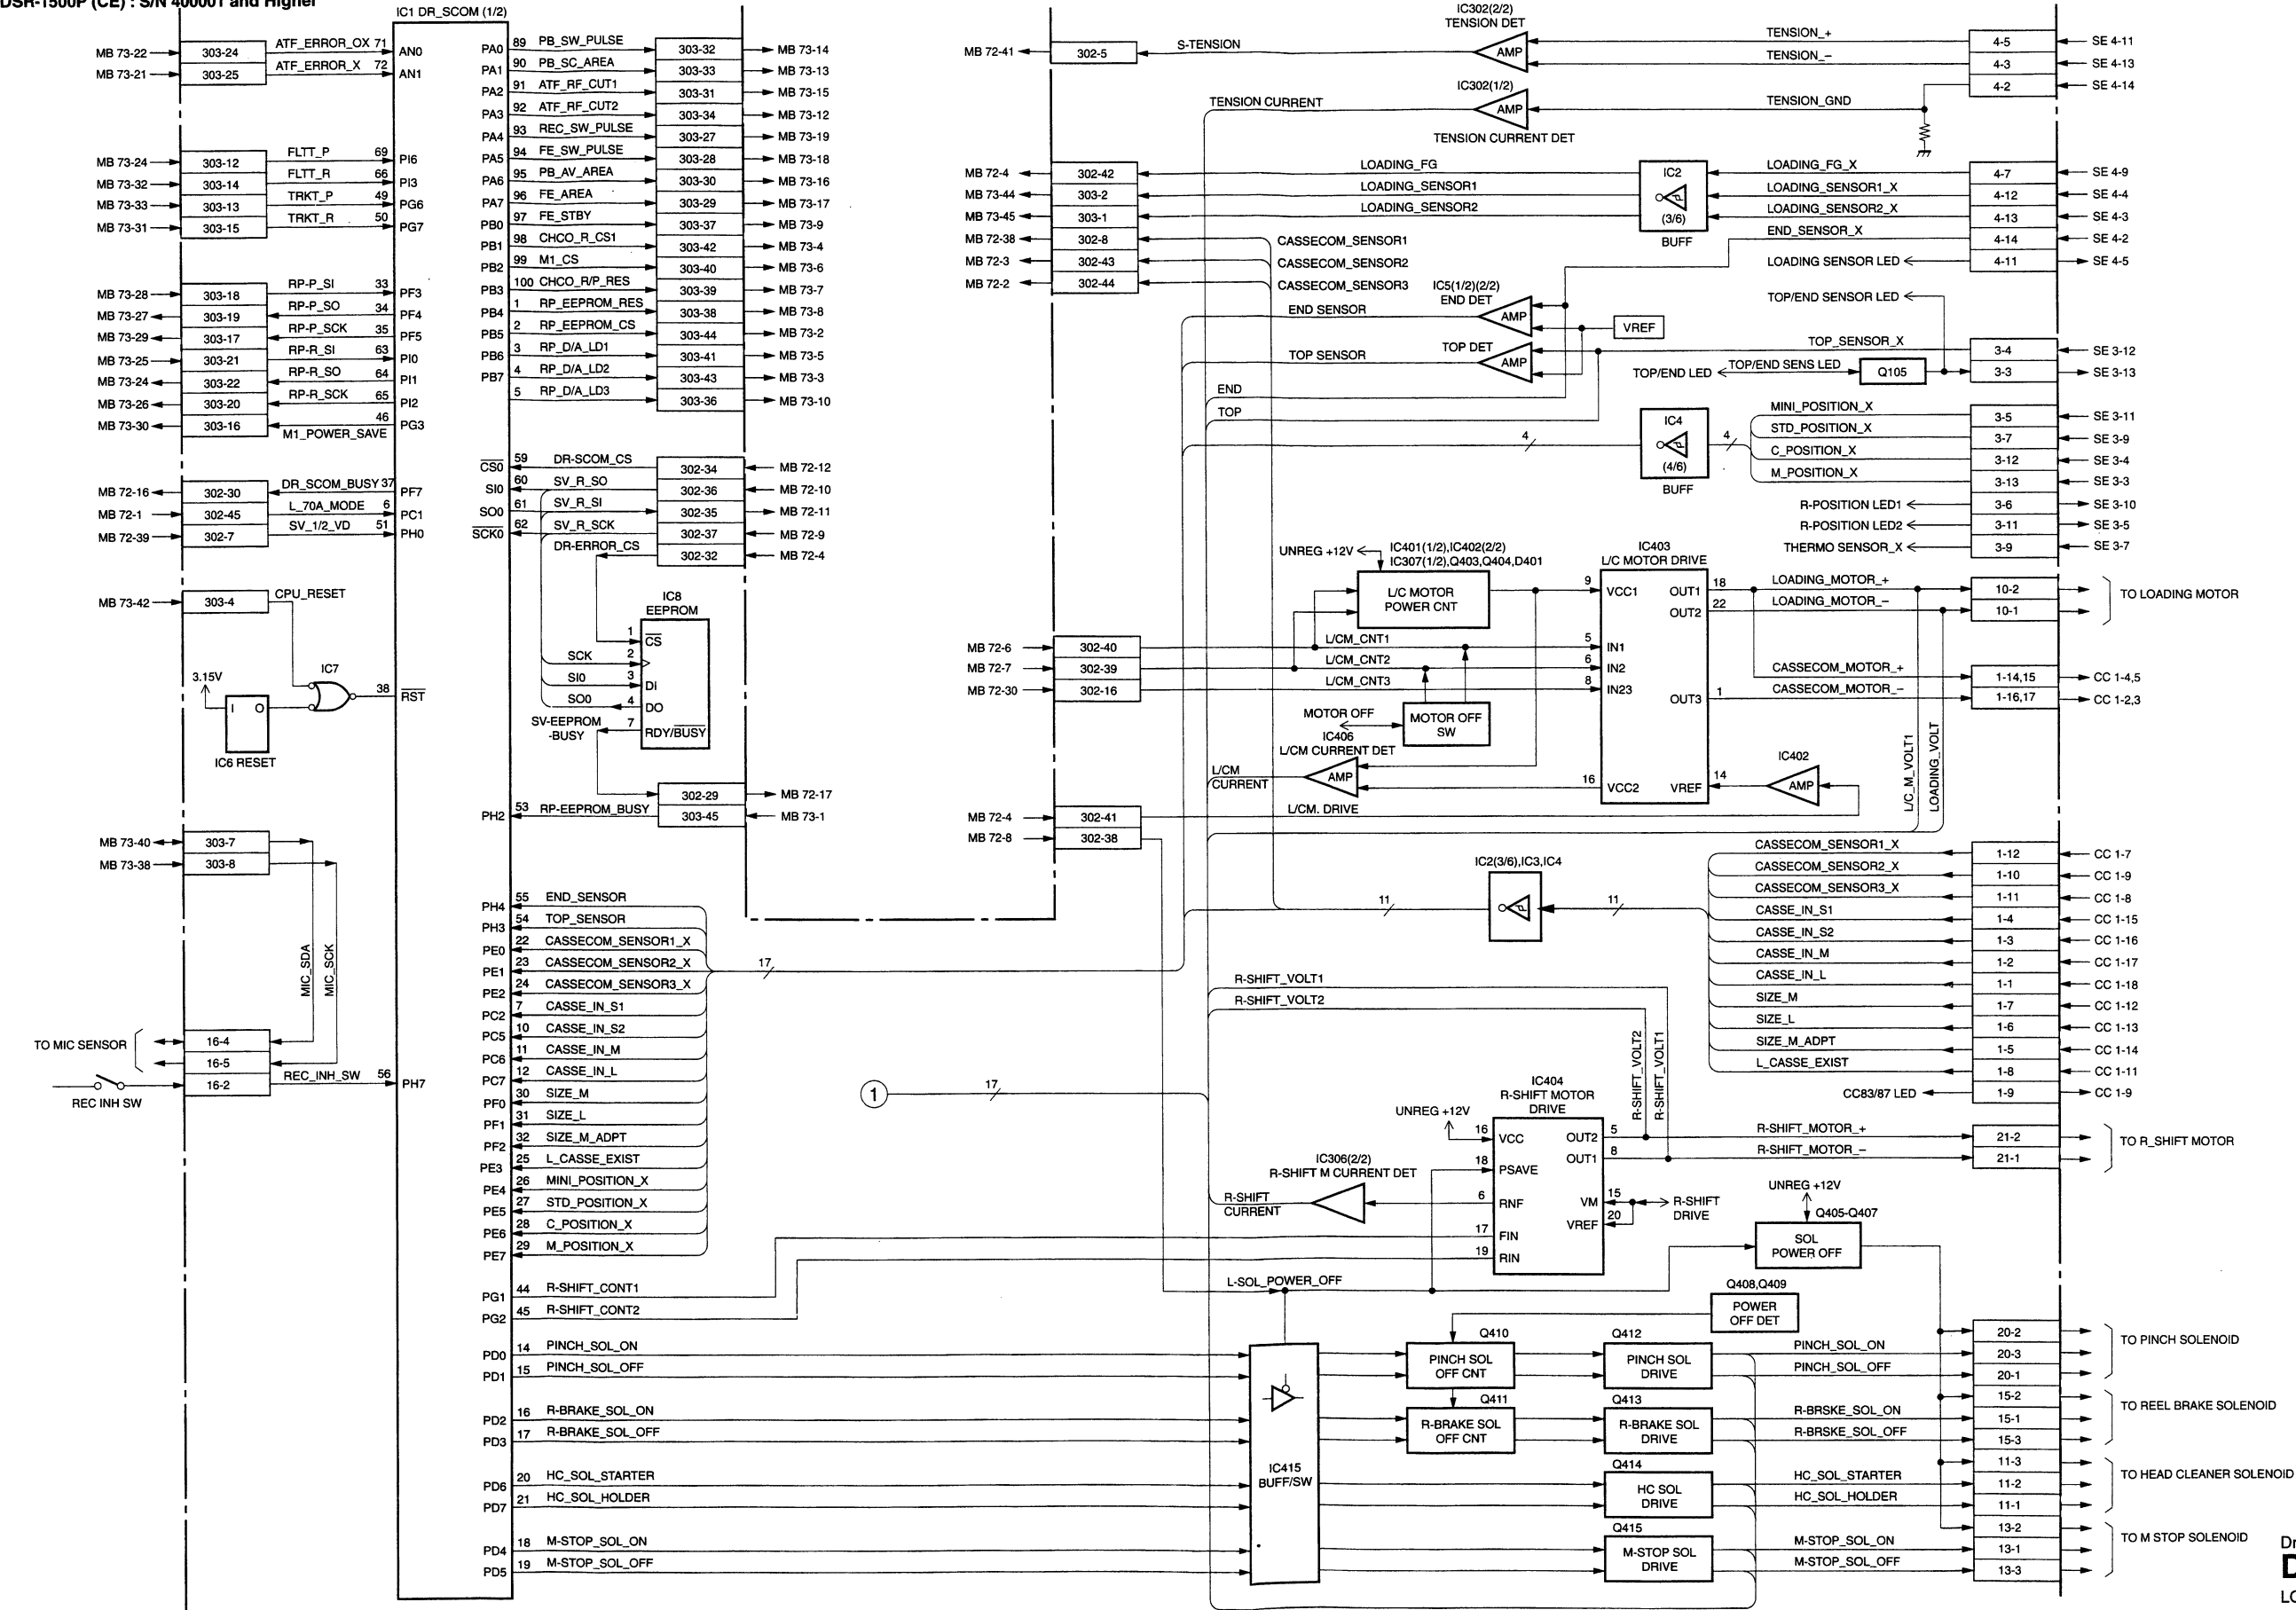 DSR-1500P (CE) : S/N 400001 and Higher
IC1 DR_SCOM (1/2)
MB 73-22 303-24 ATF_ERROR_OX 71 AN0
MB 73-21 303-25 ATF_ERROR_X 72 AN1
MB 73-24 303-12 FLTT_P 69 PI6
MB 73-32 303-14 FLTT_R 66 PI3
MB 73-33 303-13 TRKT_P 49 PG6
MB 73-31 303-15 TRKT_R 50 PG7
MB 73-28 303-18 RP-P_SI 33 PF3
MB 73-27 303-19 RP-P_SO 34 PF4
MB 73-29 303-17 RP-P_SCK 35 PF5
MB 73-25 303-21 RP-R_SI 63 PI0
MB 73-24 303-22 RP-R_SO 64 PI1
MB 73-26 303-20 RP-R_SCK 65 PI2
MB 73-30 303-16 M1_POWER_SAVE 46 PG3
MB 72-16 302-30 DR_SCOM_BUSY 37 PF7
MB 72-1 302-45 L_70A_MODE 6 PC1
MB 72-39 302-7 SV_1/2_VD 51 PH0
MB 73-42 303-4 CPU_RESET
3.15V
I O
IC6 RESET
IC7
38 RST
MB 73-40 303-7
MB 73-38 303-8
MIC_SDA
MIC_SCK
TO MIC SENSOR
16-4
16-5
16-2 REC_INH_SW 56 PH7
REC INH SW
PA0 89 PB_SW_PULSE 303-32 MB 73-14
PA1 90 PB_SC_AREA 303-33 MB 73-13
PA2 91 ATF_RF_CUT1 303-31 MB 73-15
PA3 92 ATF_RF_CUT2 303-34 MB 73-12
PA4 93 REC_SW_PULSE 303-27 MB 73-19
PA5 94 FE_SW_PULSE 303-28 MB 73-18
PA6 95 PB_AV_AREA 303-30 MB 73-16
PA7 96 FE_AREA 303-29 MB 73-17
PB0 97 FE_STBY 303-37 MB 73-9
PB1 98 CHCO_R_CS1 303-42 MB 73-4
PB2 99 M1_CS 303-40 MB 73-6
PB3 100 CHCO_R/P_RES 303-39 MB 73-7
PB4 1 RP_EEPROM_RES 303-38 MB 73-8
PB5 2 RP_EEPROM_CS 303-44 MB 73-2
PB6 3 RP_D/A_LD1 303-41 MB 73-5
PB7 4 RP_D/A_LD2 303-43 MB 73-3
5 RP_D/A_LD3 303-36 MB 73-10
CS0 59 DR-SCOM_CS 302-34 MB 72-12
SI0 60 SV_R_SO 302-36 MB 72-10
SO0 61 SV_R_SI 302-35 MB 72-11
SCK0 62 SV_R_SCK 302-37 MB 72-9
DR-ERROR_CS 302-32 MB 72-4
IC8
EEPROM
1 CS
SCK 2
SI0 3 DI
SO0 4 DO
SV-EEPROM
-BUSY
7 RDY/BUSY
302-29 MB 72-17
PH2 53 RP-EEPROM_BUSY 303-45 MB 73-1
PH4 55 END_SENSOR
PH3 54 TOP_SENSOR
PE0 22 CASSECOM_SENSOR1_X
PE1 23 CASSECOM_SENSOR2_X
PE2 24 CASSECOM_SENSOR3_X
PC2 7 CASSE_IN_S1
PC5 10 CASSE_IN_S2
PC6 11 CASSE_IN_M
PC7 12 CASSE_IN_L
PF0 30 SIZE_M
PF1 31 SIZE_L
PF2 32 SIZE_M_ADPT
PE3 25 L_CASSE_EXIST
PE4 26 MINI_POSITION_X
PE5 27 STD_POSITION_X
PE6 28 C_POSITION_X
PE7 29 M_POSITION_X
17
PG1 44 R-SHIFT_CONT1
PG2 45 R-SHIFT_CONT2
PD0 14 PINCH_SOL_ON
PD1 15 PINCH_SOL_OFF
PD2 16 R-BRAKE_SOL_ON
PD3 17 R-BRAKE_SOL_OFF
PD6 20 HC_SOL_STARTER
PD7 21 HC_SOL_HOLDER
PD4 18 M-STOP_SOL_ON
PD5 19 M-STOP_SOL_OFF
IC302(2/2)
TENSION DET
MB 72-41 302-5 S-TENSION AMP TENSION_+ 4-5 SE 4-11
TENSION_- 4-3 SE 4-13
4-2 SE 4-14
IC302(1/2)
TENSION CURRENT AMP TENSION_GND
TENSION CURRENT DET
MB 72-4 302-42 LOADING_FG IC2 LOADING_FG_X 4-7 SE 4-9
MB 73-44 303-2 LOADING_SENSOR1 LOADING_SENSOR1_X 4-12 SE 4-4
MB 73-45 303-1 LOADING_SENSOR2 (3/6) LOADING_SENSOR2_X 4-13 SE 4-3
BUFF
MB 72-38 302-8 CASSECOM_SENSOR1 END_SENSOR_X 4-14 SE 4-2
MB 72-3 302-43 CASSECOM_SENSOR2 LOADING SENSOR LED 4-11 SE 4-5
MB 72-2 302-44 CASSECOM_SENSOR3
IC5(1/2)(2/2)
END DET
END SENSOR AMP
VREF
TOP/END SENSOR LED
TOP SENSOR TOP DET AMP TOP_SENSOR_X 3-4 SE 3-12
TOP/END LED TOP/END SENS LED Q105 3-3 SE 3-13
END
TOP
4 IC4 (4/6) BUFF 4
MINI_POSITION_X 3-5 SE 3-11
STD_POSITION_X 3-7 SE 3-9
C_POSITION_X 3-12 SE 3-4
M_POSITION_X 3-13 SE 3-3
R-POSITION LED1 3-6 SE 3-10
R-POSITION LED2 3-11 SE 3-5
THERMO SENSOR_X 3-9 SE 3-7
UNREG +12V
IC401(1/2),IC402(2/2)
IC307(1/2),Q403,Q404,D401
L/C MOTOR
POWER CNT
IC403
L/C MOTOR DRIVE
9 VCC1 OUT1 18 LOADING_MOTOR_+ 10-2
OUT2 22 LOADING_MOTOR_- 10-1
TO LOADING MOTOR
MB 72-6 302-40 L/CM_CNT1 5 IN1
MB 72-7 302-39 L/CM_CNT2 6 IN2
MB 72-30 302-16 L/CM_CNT3 8 IN23
CASSECOM_MOTOR_+ 1-14,15 CC 1-4,5
OUT3 1 CASSECOM_MOTOR_- 1-16,17 CC 1-2,3
MOTOR OFF
MOTOR OFF
SW
IC406
L/CM CURRENT DET
L/CM
CURRENT
AMP
16 VCC2 VREF 14
IC402
AMP
L/C_M_VOLT1
LOADING_VOLT
MB 72-4 302-41 L/CM. DRIVE
MB 72-8 302-38
IC2(3/6),IC3,IC4
11 11
CASSECOM_SENSOR1_X 1-12 CC 1-7
CASSECOM_SENSOR2_X 1-10 CC 1-9
CASSECOM_SENSOR3_X 1-11 CC 1-8
CASSE_IN_S1 1-4 CC 1-15
CASSE_IN_S2 1-3 CC 1-16
CASSE_IN_M 1-2 CC 1-17
CASSE_IN_L 1-1 CC 1-18
SIZE_M 1-7 CC 1-12
SIZE_L 1-6 CC 1-13
SIZE_M_ADPT 1-5 CC 1-14
L_CASSE_EXIST 1-8 CC 1-11
CC83/87 LED 1-9 CC 1-9
R-SHIFT_VOLT1
R-SHIFT_VOLT2
R-SHIFT_VOLT2
R-SHIFT_VOLT1
1 17
IC404
R-SHIFT MOTOR
DRIVE
UNREG +12V
16 VCC OUT2 5 R-SHIFT_MOTOR_+ 21-2
18 PSAVE OUT1 8 R-SHIFT_MOTOR_- 21-1
TO R_SHIFT MOTOR
IC306(2/2)
R-SHIFT M CURRENT DET
R-SHIFT
CURRENT
6 RNF VM 15
VREF 20
R-SHIFT
DRIVE
17 FIN
19 RIN
UNREG +12V
Q405-Q407
SOL
POWER OFF
L-SOL_POWER_OFF
Q408,Q409
POWER
OFF DET
IC415
BUFF/SW
Q410
PINCH SOL
OFF CNT
Q412
PINCH SOL
DRIVE
20-2
PINCH_SOL_ON 20-3
PINCH_SOL_OFF 20-1
TO PINCH SOLENOID
Q411
R-BRAKE SOL
OFF CNT
Q413
R-BRAKE SOL
DRIVE
15-2
R-BRSKE_SOL_ON 15-1
R-BRSKE_SOL_OFF 15-3
TO REEL BRAKE SOLENOID
Q414
HC SOL
DRIVE
11-3
HC_SOL_STARTER 11-2
HC_SOL_HOLDER 11-1
TO HEAD CLEANER SOLENOID
Q415
M-STOP SOL
DRIVE
13-2
M-STOP_SOL_ON 13-1
M-STOP_SOL_OFF 13-3
TO M STOP SOLENOID